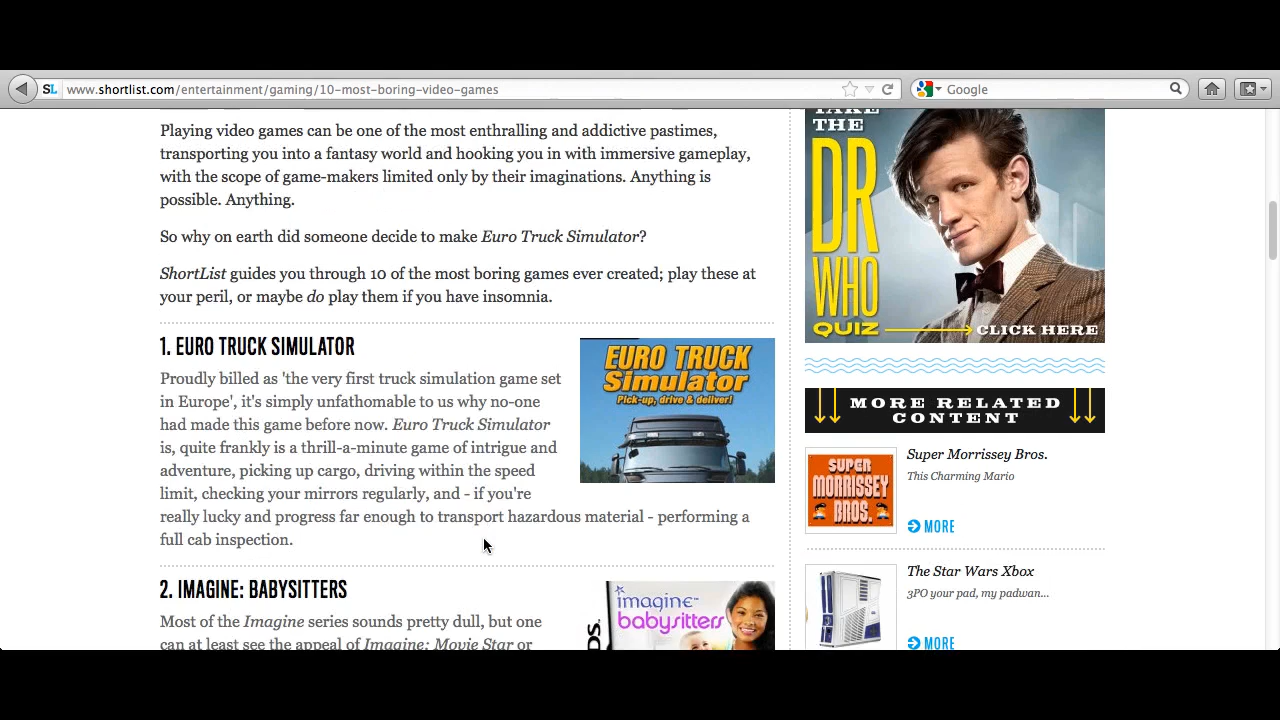 SL www.shortlist.com/entertainment/gaming/10-most-boring-video-games
Google
Playing video games can be one of the most enthralling and addictive pastimes,
transporting you into a fantasy world and hooking you in with immersive gameplay,
with the scope of game-makers limited only by their imaginations. Anything is
possible. Anything.
So why on earth did someone decide to make Euro Truck Simulator?
ShortList guides you through 10 of the most boring games ever created; play these at
your peril, or maybe do play them if you have insomnia.
1. EURO TRUCK SIMULATOR
Proudly billed as 'the very first truck simulation game set
in Europe', it's simply unfathomable to us why no-one
had made this game before now. Euro Truck Simulator
is, quite frankly is a thrill-a-minute game of intrigue and
adventure, picking up cargo, driving within the speed
limit, checking your mirrors regularly, and - if you're
really lucky and progress far enough to transport hazardous material - performing a
full cab inspection.
EURO TRUCK
Simulator
Pick-up, drive & deliver!
2. IMAGINE: BABYSITTERS
Most of the Imagine series sounds pretty dull, but one
can at least see the appeal of Imagine: Movie Star or
imagine
babysitters
DS
TAKE
THE
DR
WHO
QUIZ
CLICK HERE
MORE RELATED
CONTENT
SUPER
MORRISSEY
BROS.
Super Morrissey Bros.
This Charming Mario
MORE
The Star Wars Xbox
3PO your pad, my padwan...
MORE